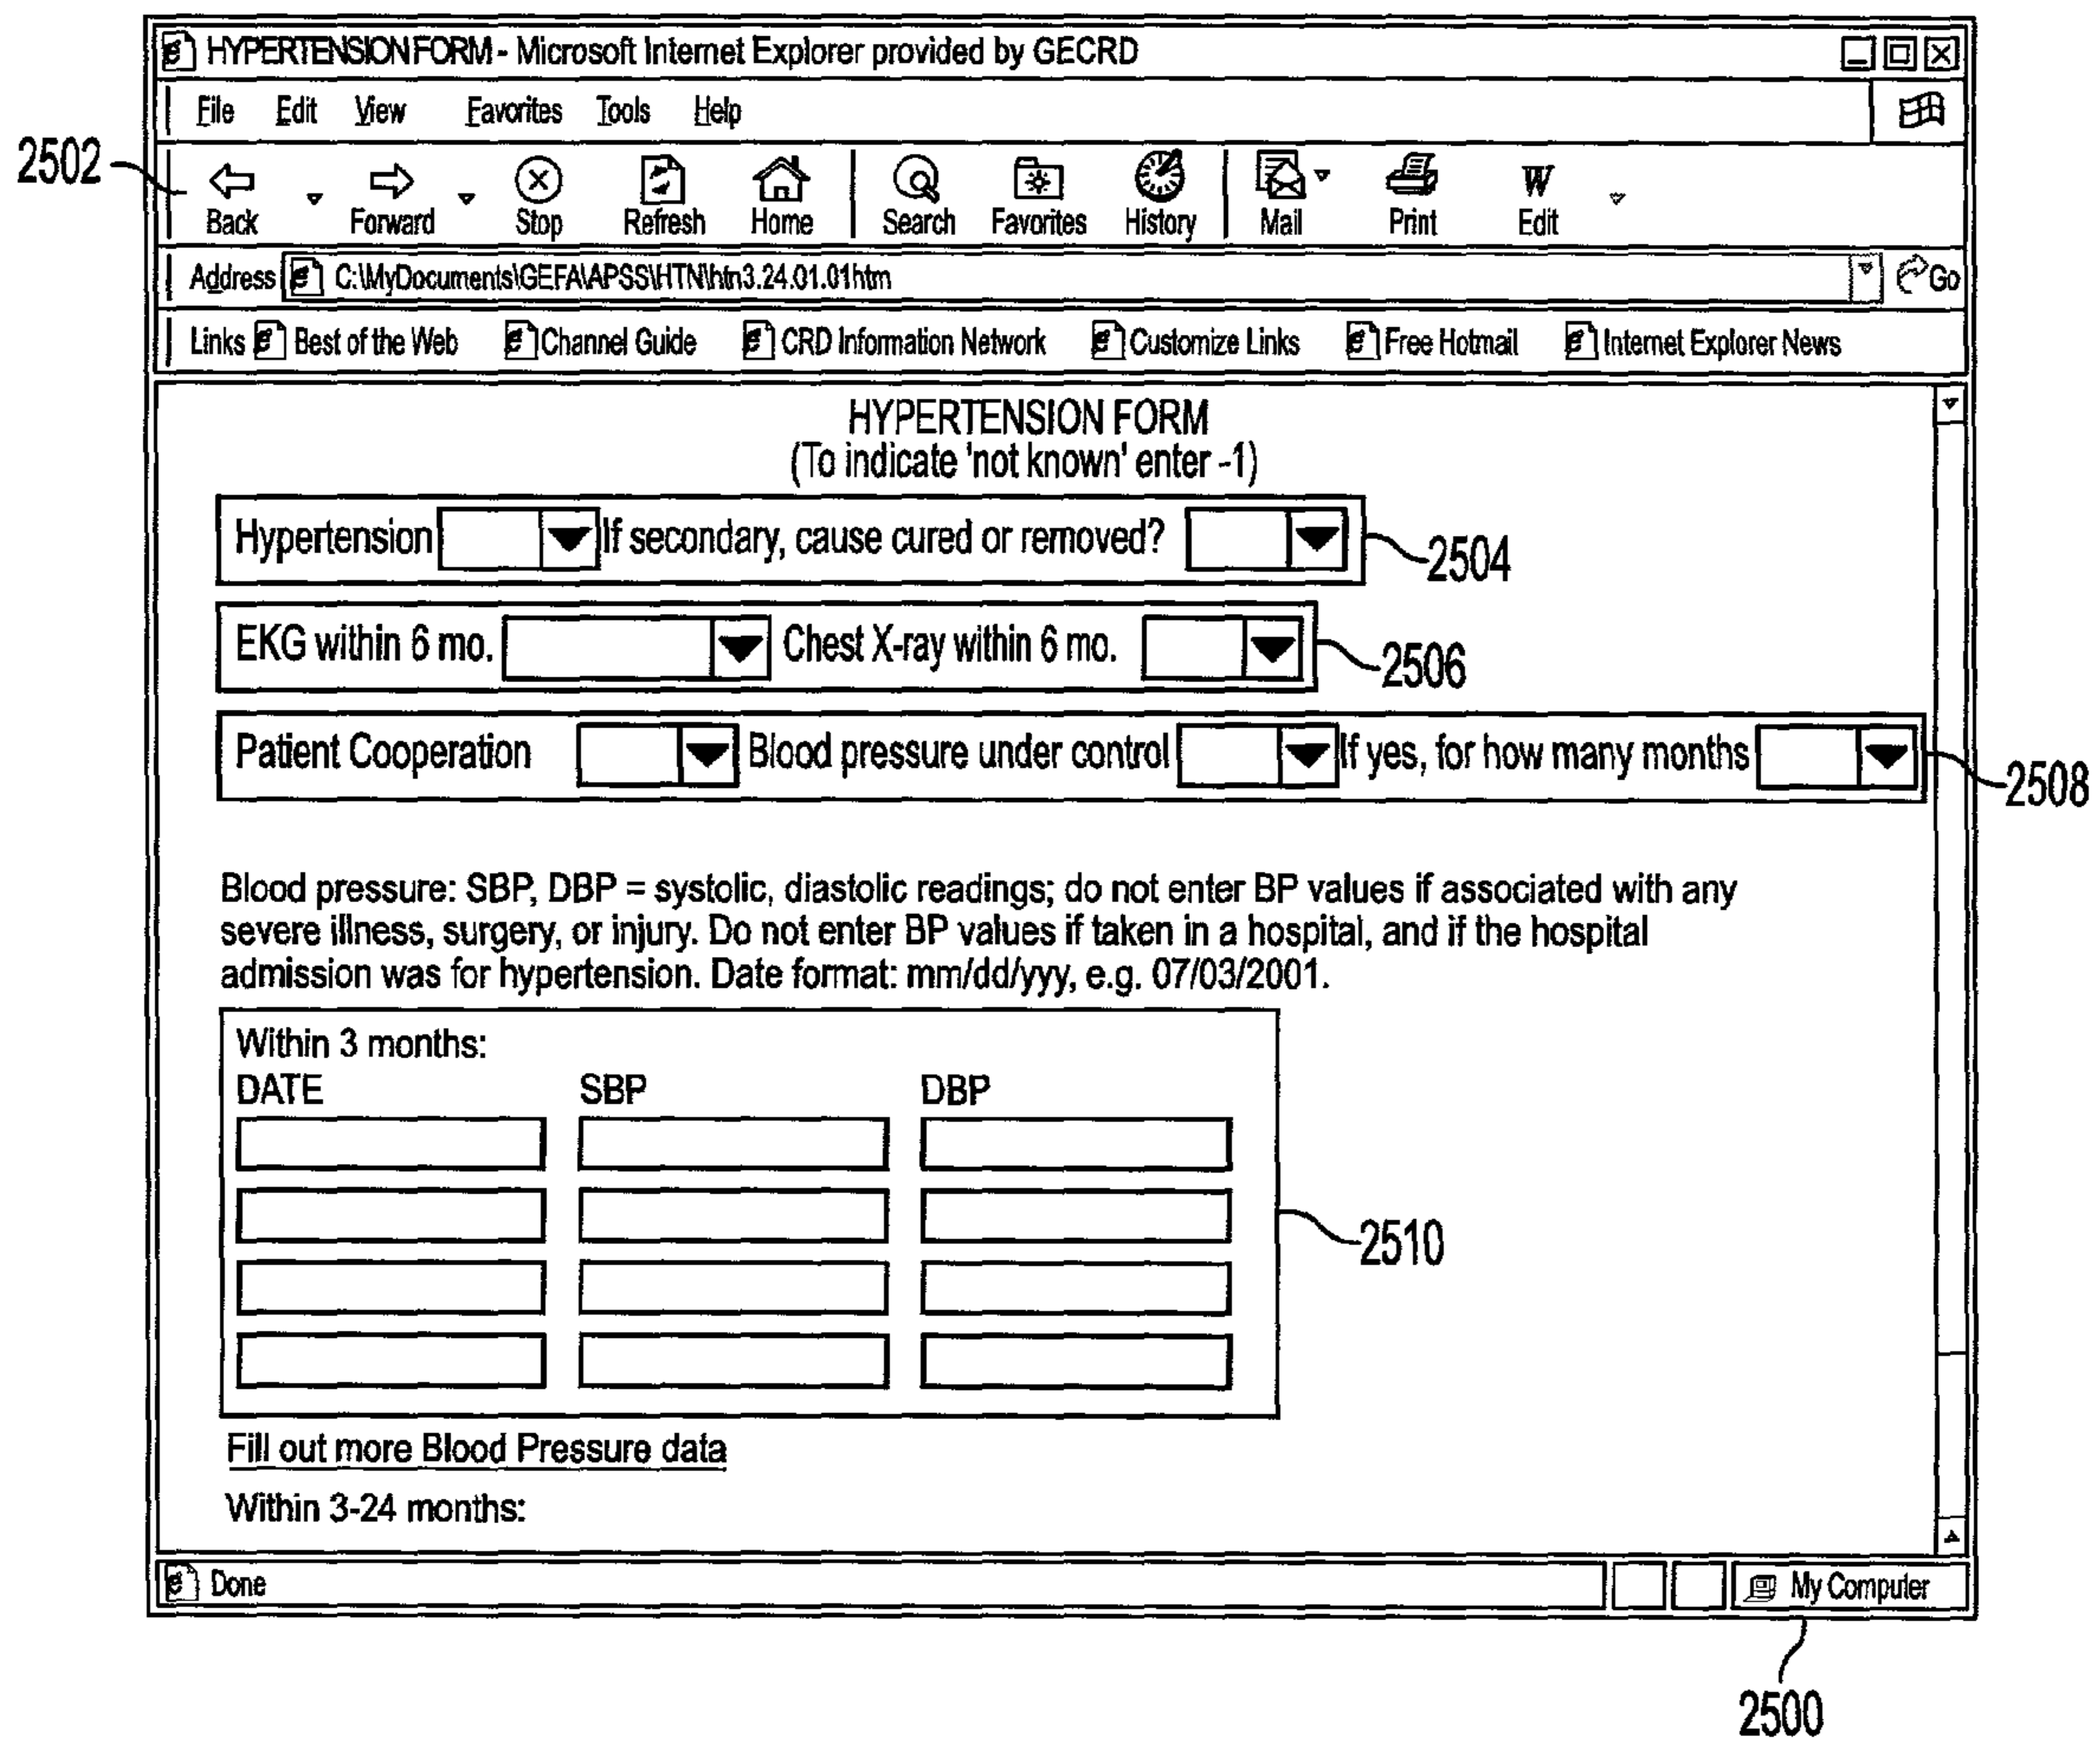 HYPERTENSION FORM - Microsoft Internet Explorer provided by GECRD
File Edit View Favorites Tools Help
2502
Back Forward Stop Refresh Home Search Favorites History Mail Print Edit
Address C:\MyDocuments\GEFA\APSS\HTN\htn3.24.01.01htm Go
Links Best of the Web Channel Guide CRD Information Network Customize Links Free Hotmail Internet Explorer News
HYPERTENSION FORM
(To indicate 'not known' enter -1)
Hypertension If secondary, cause cured or removed? 2504
EKG within 6 mo. Chest X-ray within 6 mo. 2506
Patient Cooperation Blood pressure under control If yes, for how many months 2508
Blood pressure: SBP, DBP = systolic, diastolic readings; do not enter BP values if associated with any
severe illness, surgery, or injury. Do not enter BP values if taken in a hospital, and if the hospital
admission was for hypertension. Date format: mm/dd/yyy, e.g. 07/03/2001.
Within 3 months:
DATE SBP DBP
2510
Fill out more Blood Pressure data
Within 3-24 months:
Done My Computer
2500